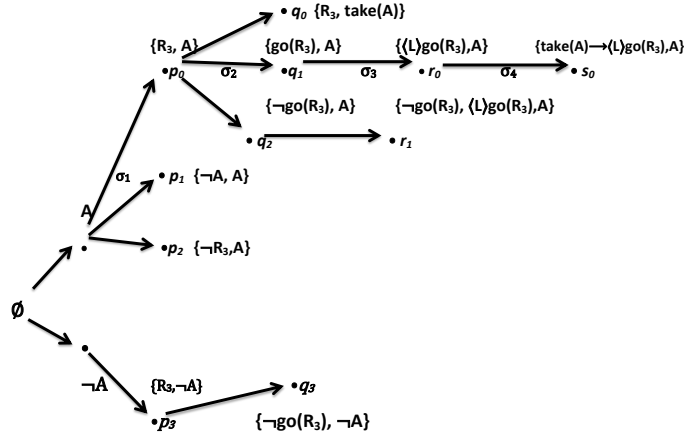 q₀ {R₃, take(A)}
{R₃, A} {go(R₃), A} {⟨L⟩go(R₃),A} {take(A)→⟨L⟩go(R₃),A}
p₀ σ₂ q₁ σ₃ r₀ σ₄ s₀
{¬go(R₃), A} {¬go(R₃), ⟨L⟩go(R₃),A}
q₂ r₁
σ₁ p₁ {¬A, A}
A
p₂ {¬R₃,A}
∅
¬A {R₃,¬A} q₃
p₃ {¬go(R₃), ¬A}